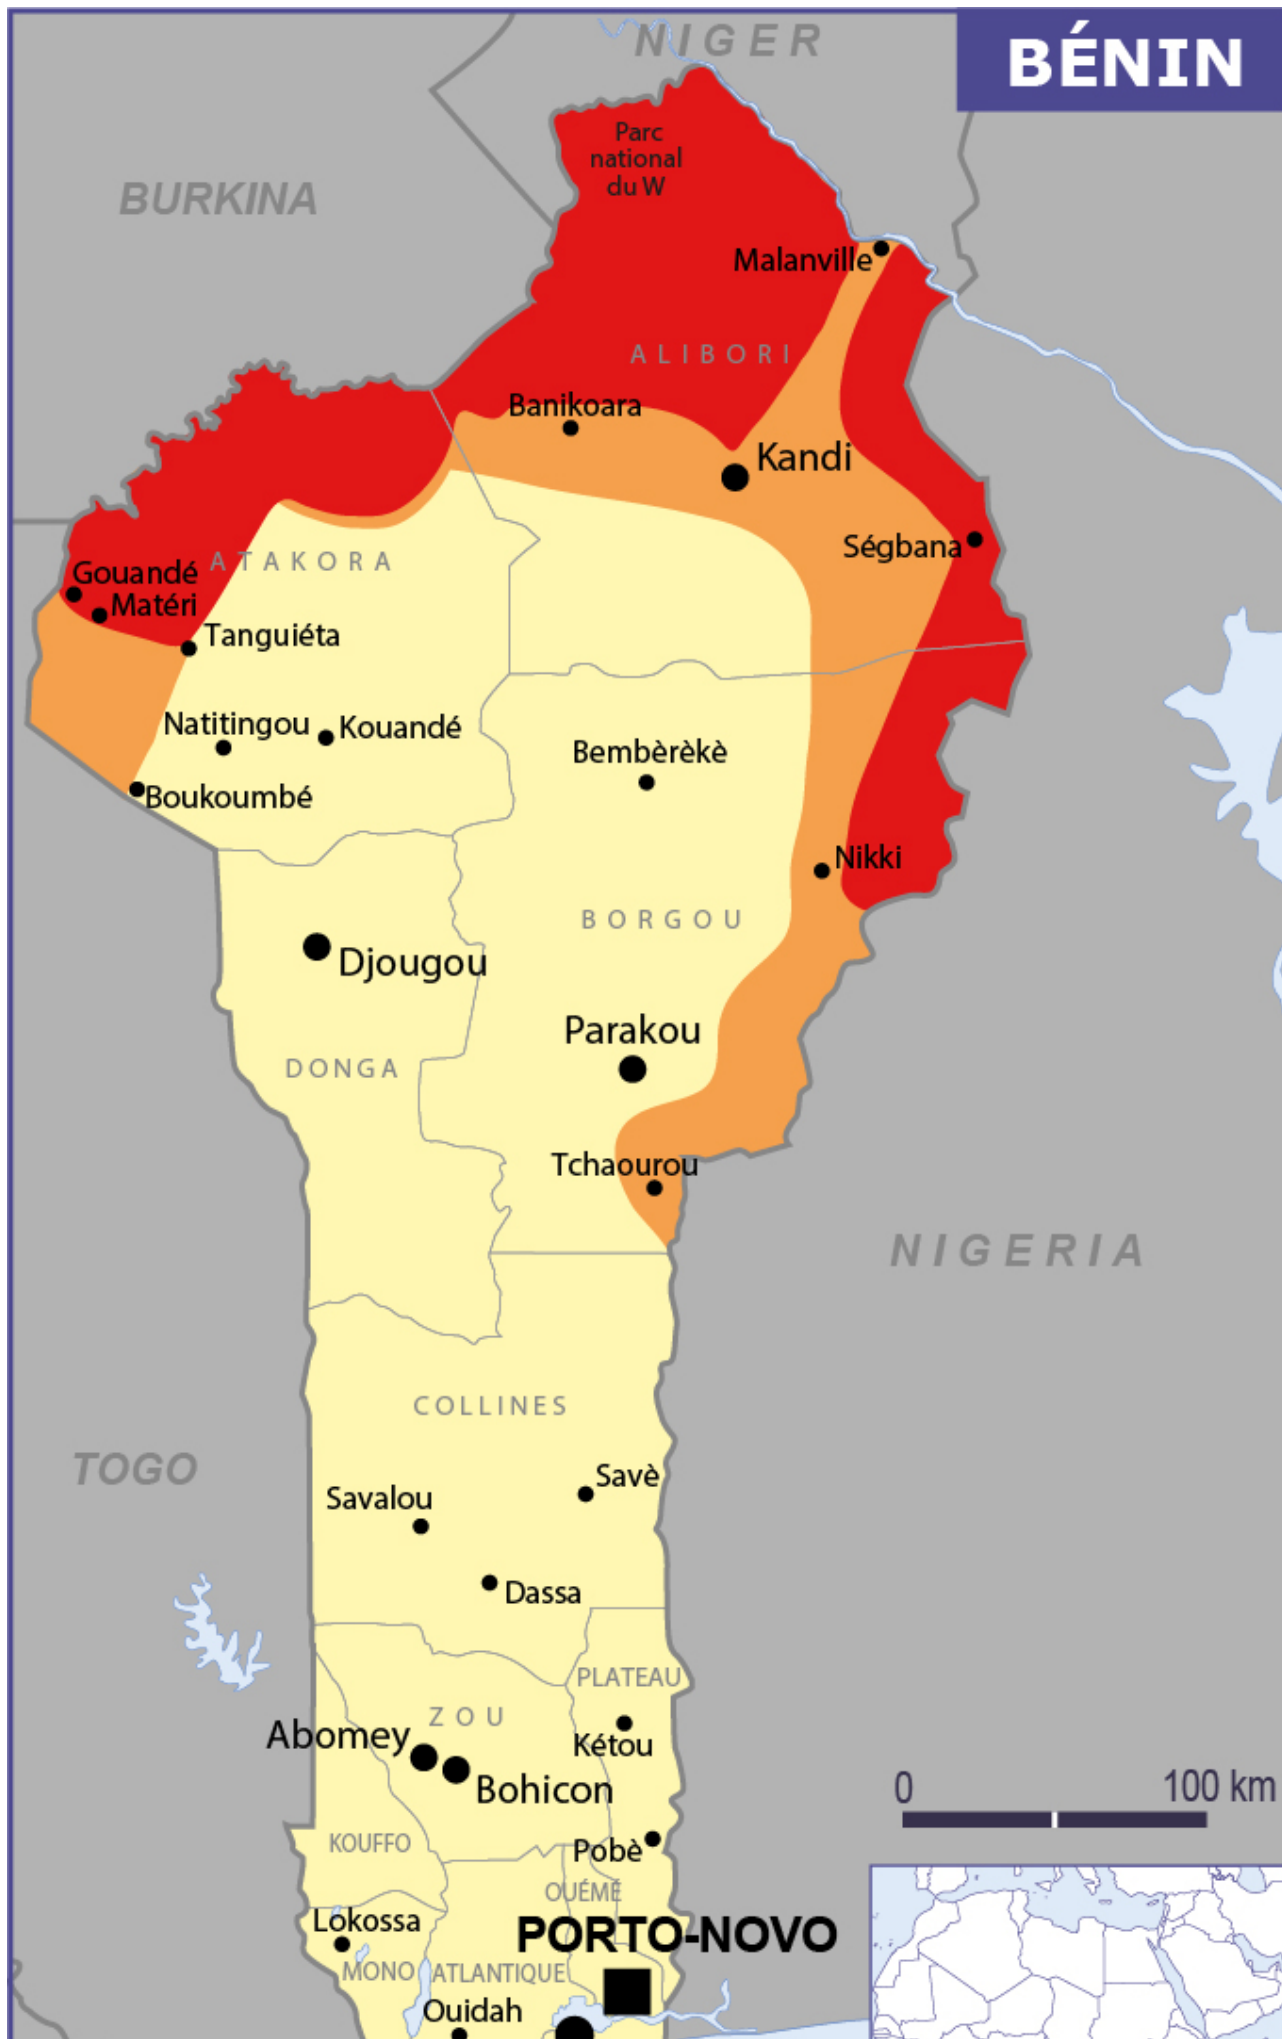 NIGER
BÉNIN
Parc
national
du W
BURKINA
Malanville
ALIBORI
Banikoara
Kandi
Ségbana
ATAKORA
Gouandé
Matéri
Tanguiéta
Natitingou
Kouandé
Bembèrèkè
Boukoumbé
Nikki
BORGOU
Djougou
Parakou
DONGA
Tchaourou
NIGERIA
COLLINES
TOGO
Savè
Savalou
Dassa
PLATEAU
ZOU
Abomey
Kétou
Bohicon
0 100 km
KOUFFO
Pobè
OUÉMÉ
Lokossa
PORTO-NOVO
MONO
ATLANTIQUE
Ouidah